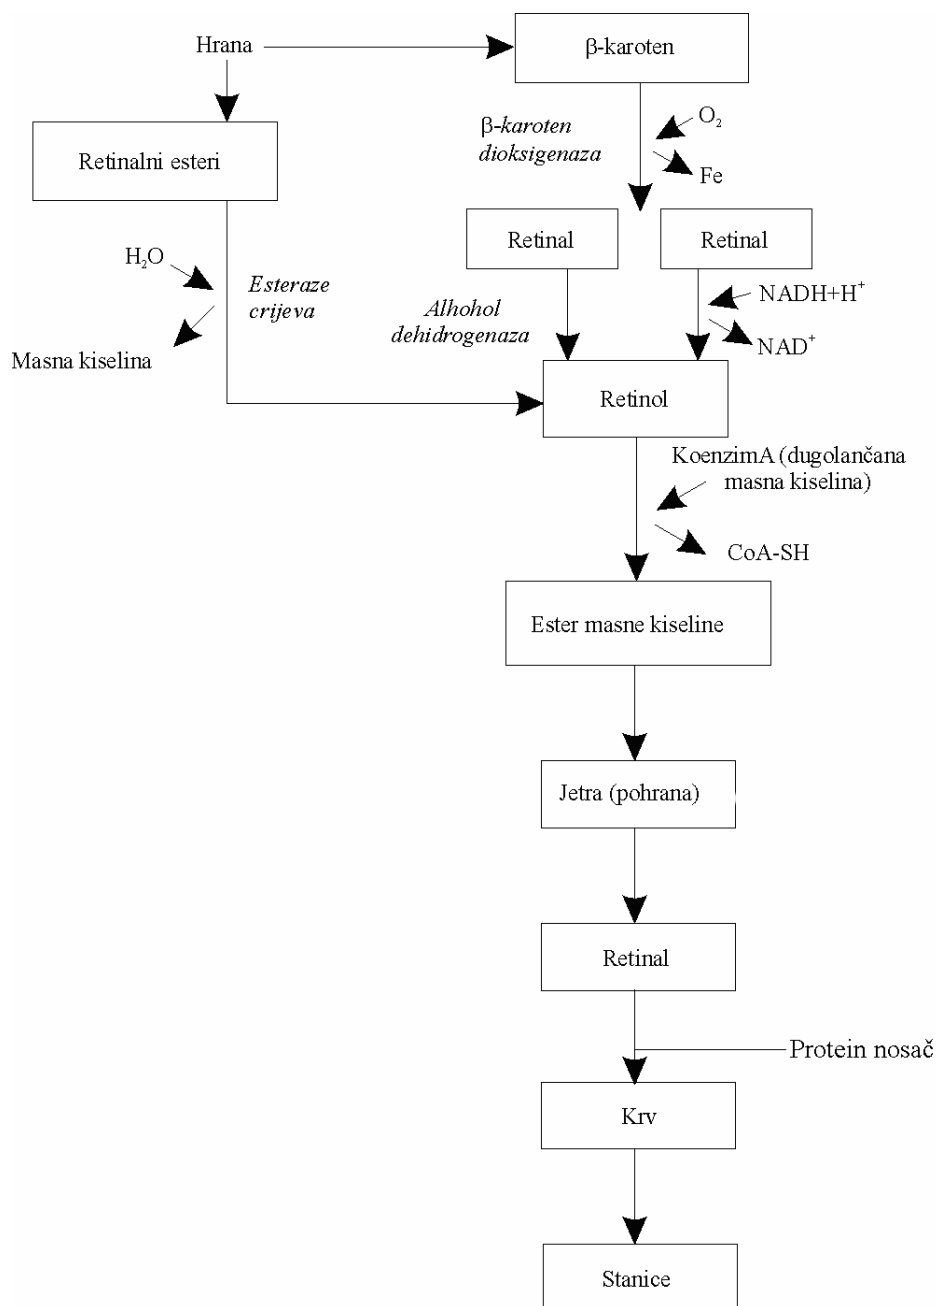 Hrana
β-karoten
Retinalni esteri
β-karoten
dioksigenaza
O₂
Fe
Retinal
Retinal
H₂O
Esteraze
crijeva
Masna kiselina
Alhohol
dehidrogenaza
NADH+H⁺
NAD⁺
Retinol
KoenzimA (dugolančana
masna kiselina)
CoA-SH
Ester masne kiseline
Jetra (pohrana)
Retinal
Protein nosač
Krv
Stanice